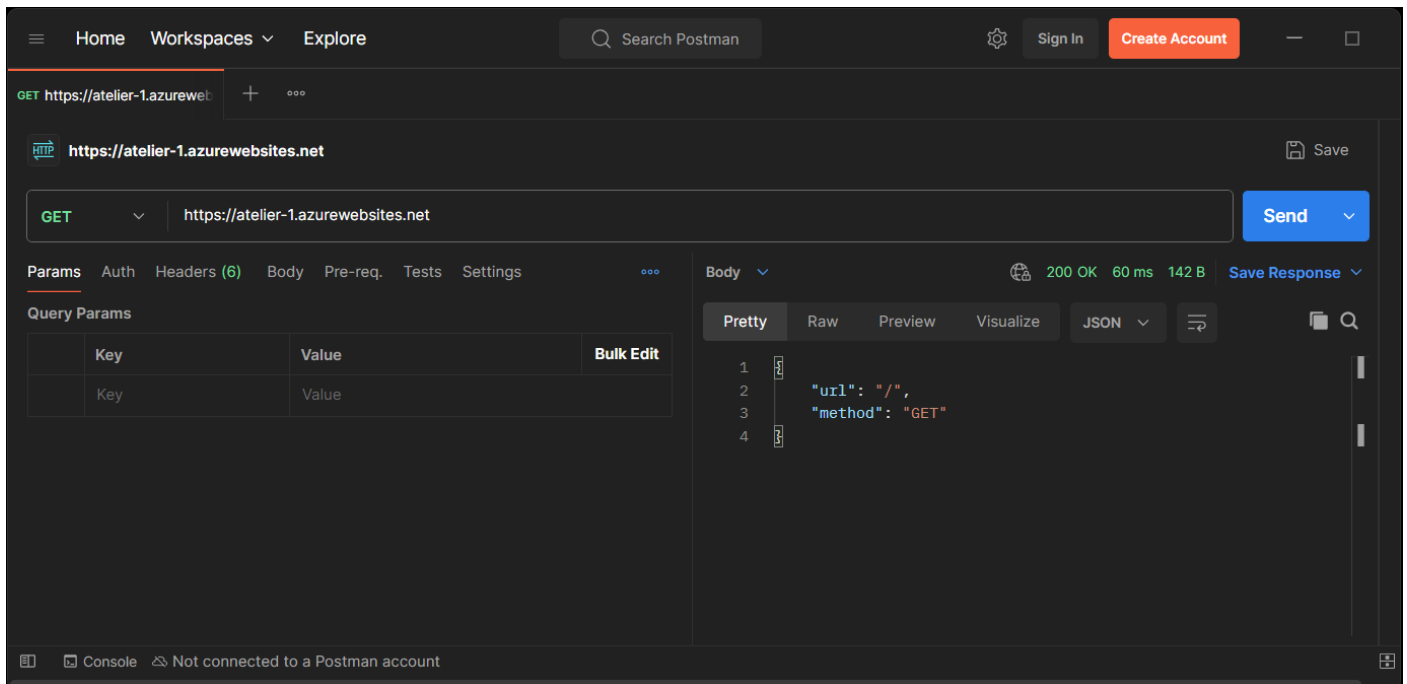 Home Workspaces Explore Search Postman Sign In Create Account
GET https://atelier-1.azureweb
HTTP https://atelier-1.azurewebsites.net Save
GET https://atelier-1.azurewebsites.net Send
Params Auth Headers (6) Body Pre-req. Tests Settings
Query Params
Key Value Bulk Edit
Key Value
Body 200 OK 60 ms 142 B Save Response
Pretty Raw Preview Visualize JSON
1 {
2 "url": "/",
3 "method": "GET"
4 }
Console Not connected to a Postman account